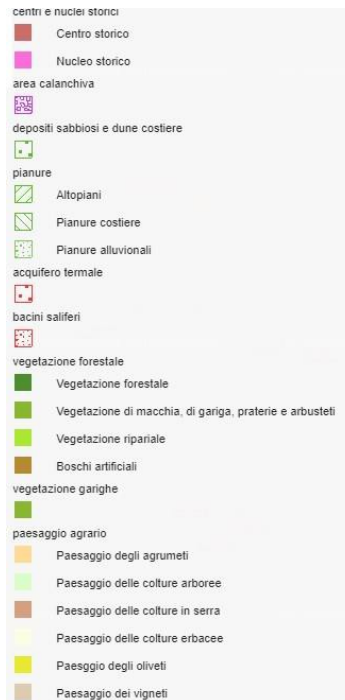 centri e nuclei storici
Centro storico
Nucleo storico
area calanchiva
depositi sabbiosi e dune costiere
pianure
Altopiani
Pianure costiere
Pianure alluvionali
acquifero termale
bacini saliferi
vegetazione forestale
Vegetazione forestale
Vegetazione di macchia, di gariga, praterie e arbusteti
Vegetazione ripariale
Boschi artificiali
vegetazione garighe
paesaggio agrario
Paesaggio degli agrumeti
Paesaggio delle colture arboree
Paesaggio delle colture in serra
Paesaggio delle colture erbacee
Paesggio degli oliveti
Paesaggio dei vigneti